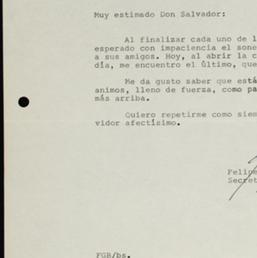 Muy estimado Don Salvador:
Al finalizar cada uno de l
esperado con impaciencia el sone
a sus amigos. Hoy, al abrir la c
día, me encuentro el último, que
Me da gusto saber que está
animos, lleno de fuerza, como pa
más arriba.
Quiero repetirme como siem
vidor afectísimo.
Felipe
Secret
FGB/bs.